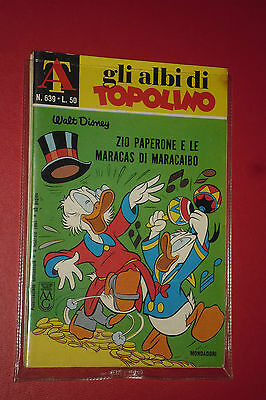 A
gli albi di
TOPOLINO
N. 639 - L. 50
Walt Disney
ZIO PAPERONE E LE
MARACAS DI MARACAIBO
MONDADORI